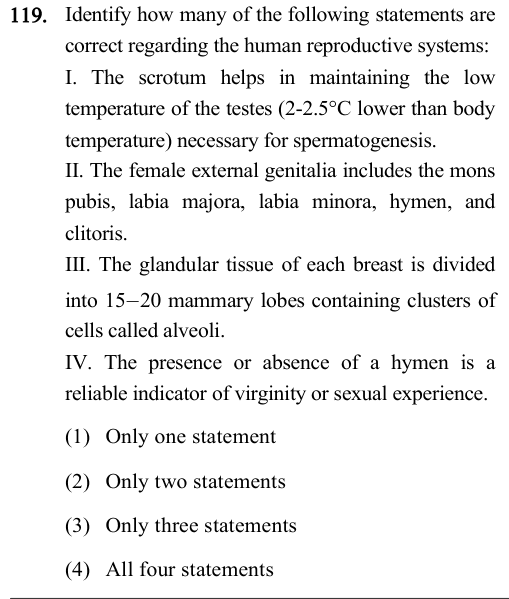 119. Identify how many of the following statements are
correct regarding the human reproductive systems:
I. The scrotum helps in maintaining the low
temperature of the testes (2-2.5°C lower than body
temperature) necessary for spermatogenesis.
II. The female external genitalia includes the mons
pubis, labia majora, labia minora, hymen, and
clitoris.
III. The glandular tissue of each breast is divided
into 15–20 mammary lobes containing clusters of
cells called alveoli.
IV. The presence or absence of a hymen is a
reliable indicator of virginity or sexual experience.
(1) Only one statement
(2) Only two statements
(3) Only three statements
(4) All four statements